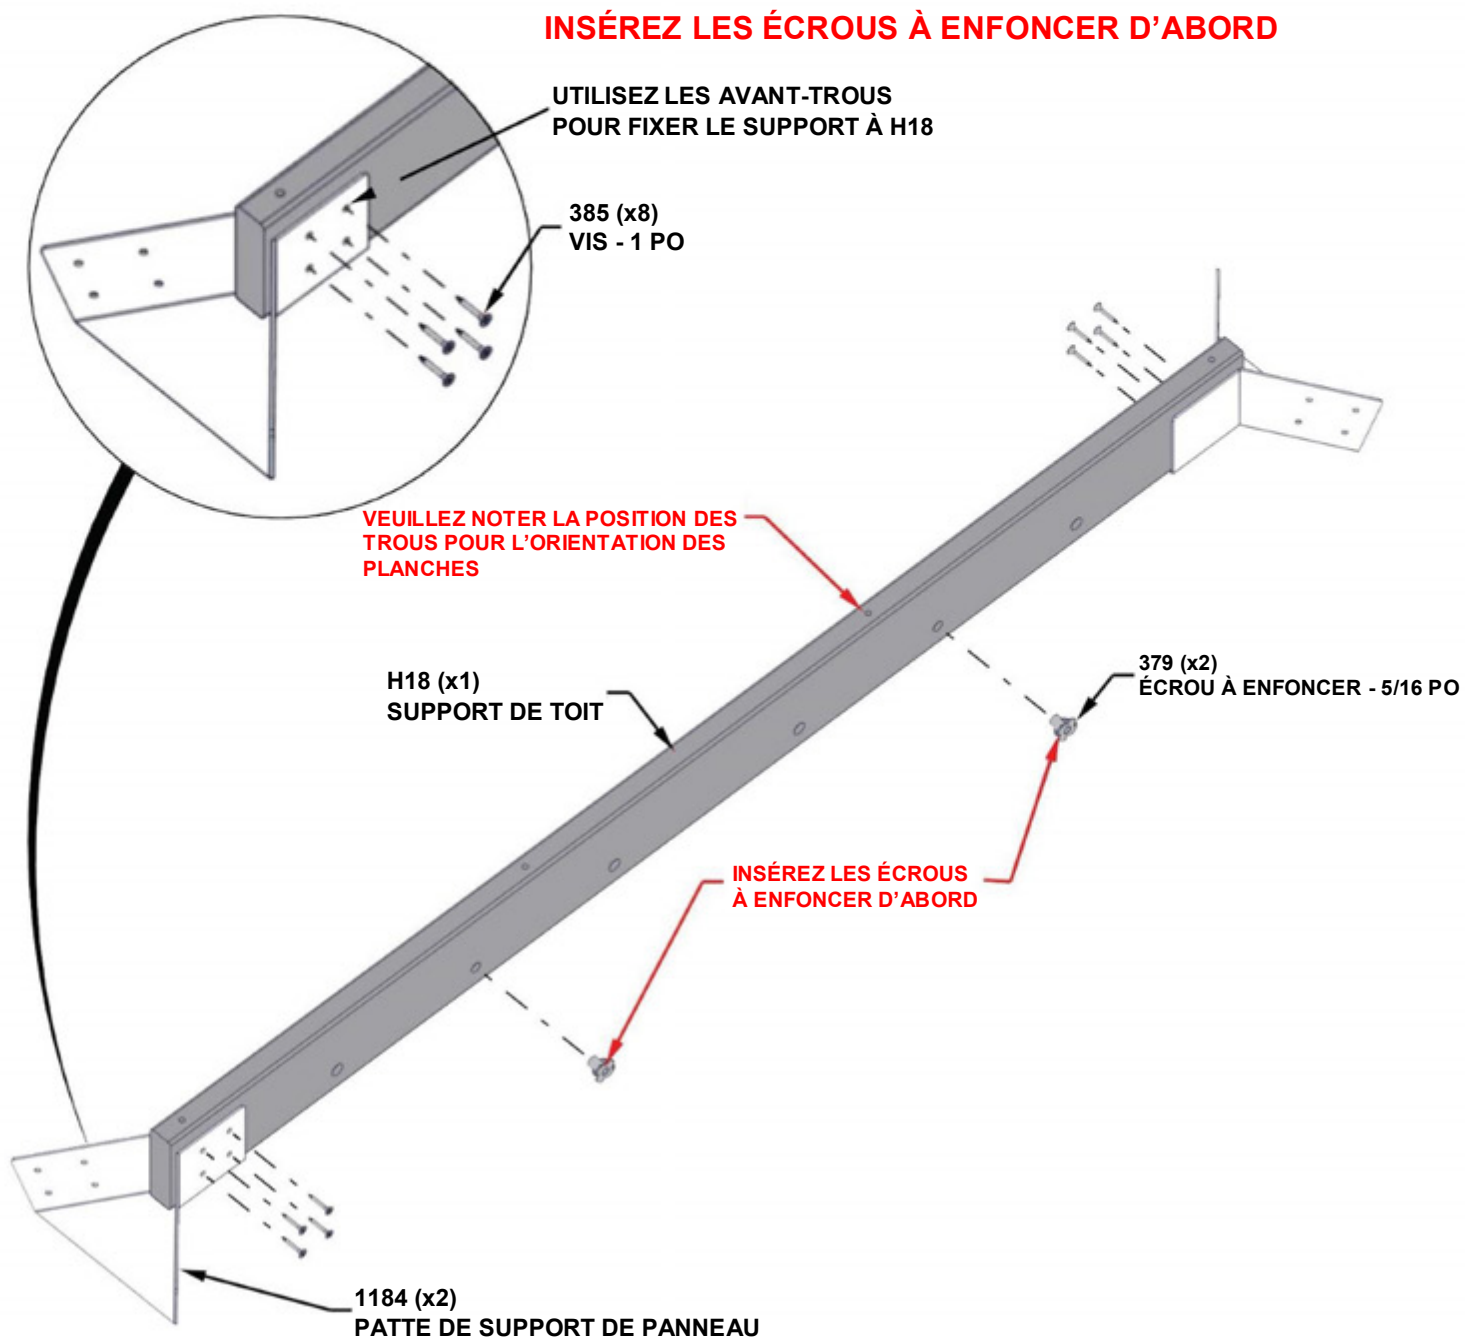 INSÉREZ LES ÉCROUS À ENFONCER D'ABORD
UTILISEZ LES AVANT-TROUS
POUR FIXER LE SUPPORT À H18
385 (x8)
VIS - 1 PO
VEUILLEZ NOTER LA POSITION DES
TROUS POUR L'ORIENTATION DES
PLANCHES
H18 (x1)
SUPPORT DE TOIT
379 (x2)
ÉCROU À ENFONCER - 5/16 PO
INSÉREZ LES ÉCROUS
À ENFONCER D'ABORD
1184 (x2)
PATTE DE SUPPORT DE PANNEAU